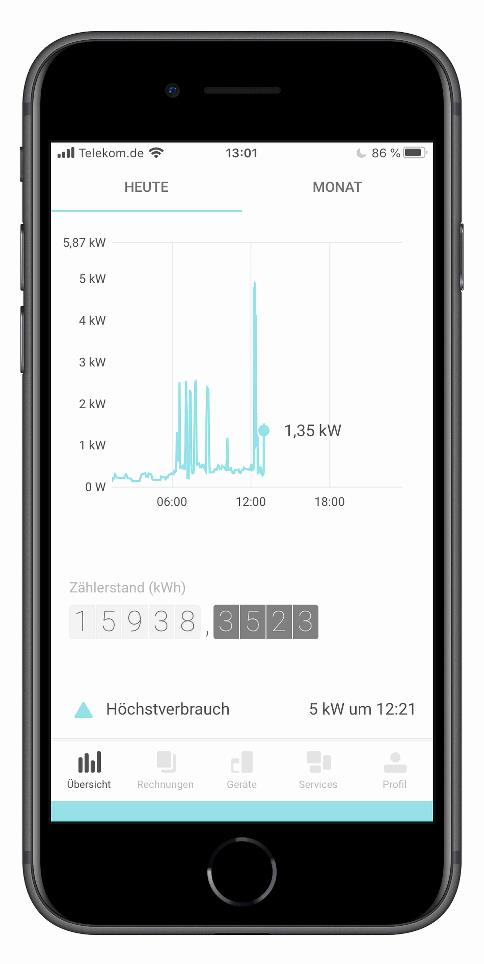 Telekom.de 13:01 86 %
HEUTE MONAT
5,87 kW
5 kW
4 kW
3 kW
2 kW
1,35 kW
1 kW
0 W
06:00 12:00 18:00
Zählerstand (kWh)
15938,3523
Höchstverbrauch 5 kW um 12:21
Übersicht Rechnungen Geräte Services Profil